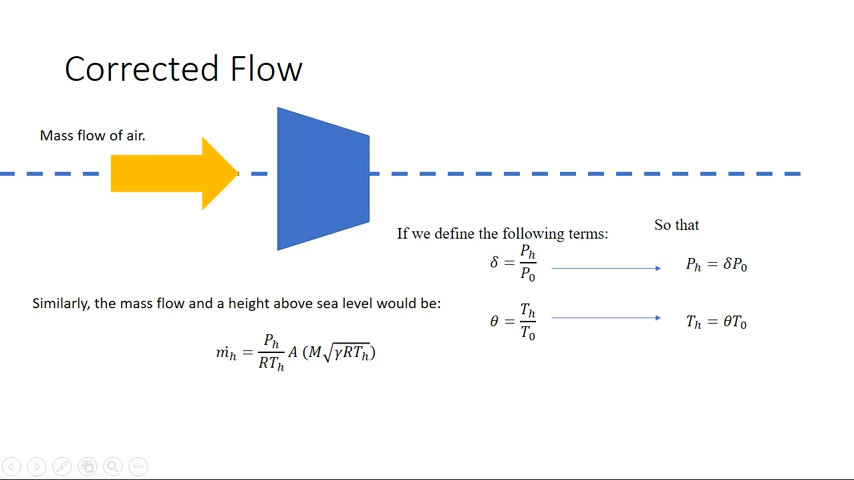 Corrected Flow
Mass flow of air.
If we define the following terms:
So that
δ = P_h / P_0
P_h = δP_0
Similarly, the mass flow and a height above sea level would be:
θ = T_h / T_0
T_h = θT_0
ṁ_h = P_h / RT_h A (M√γRT_h)